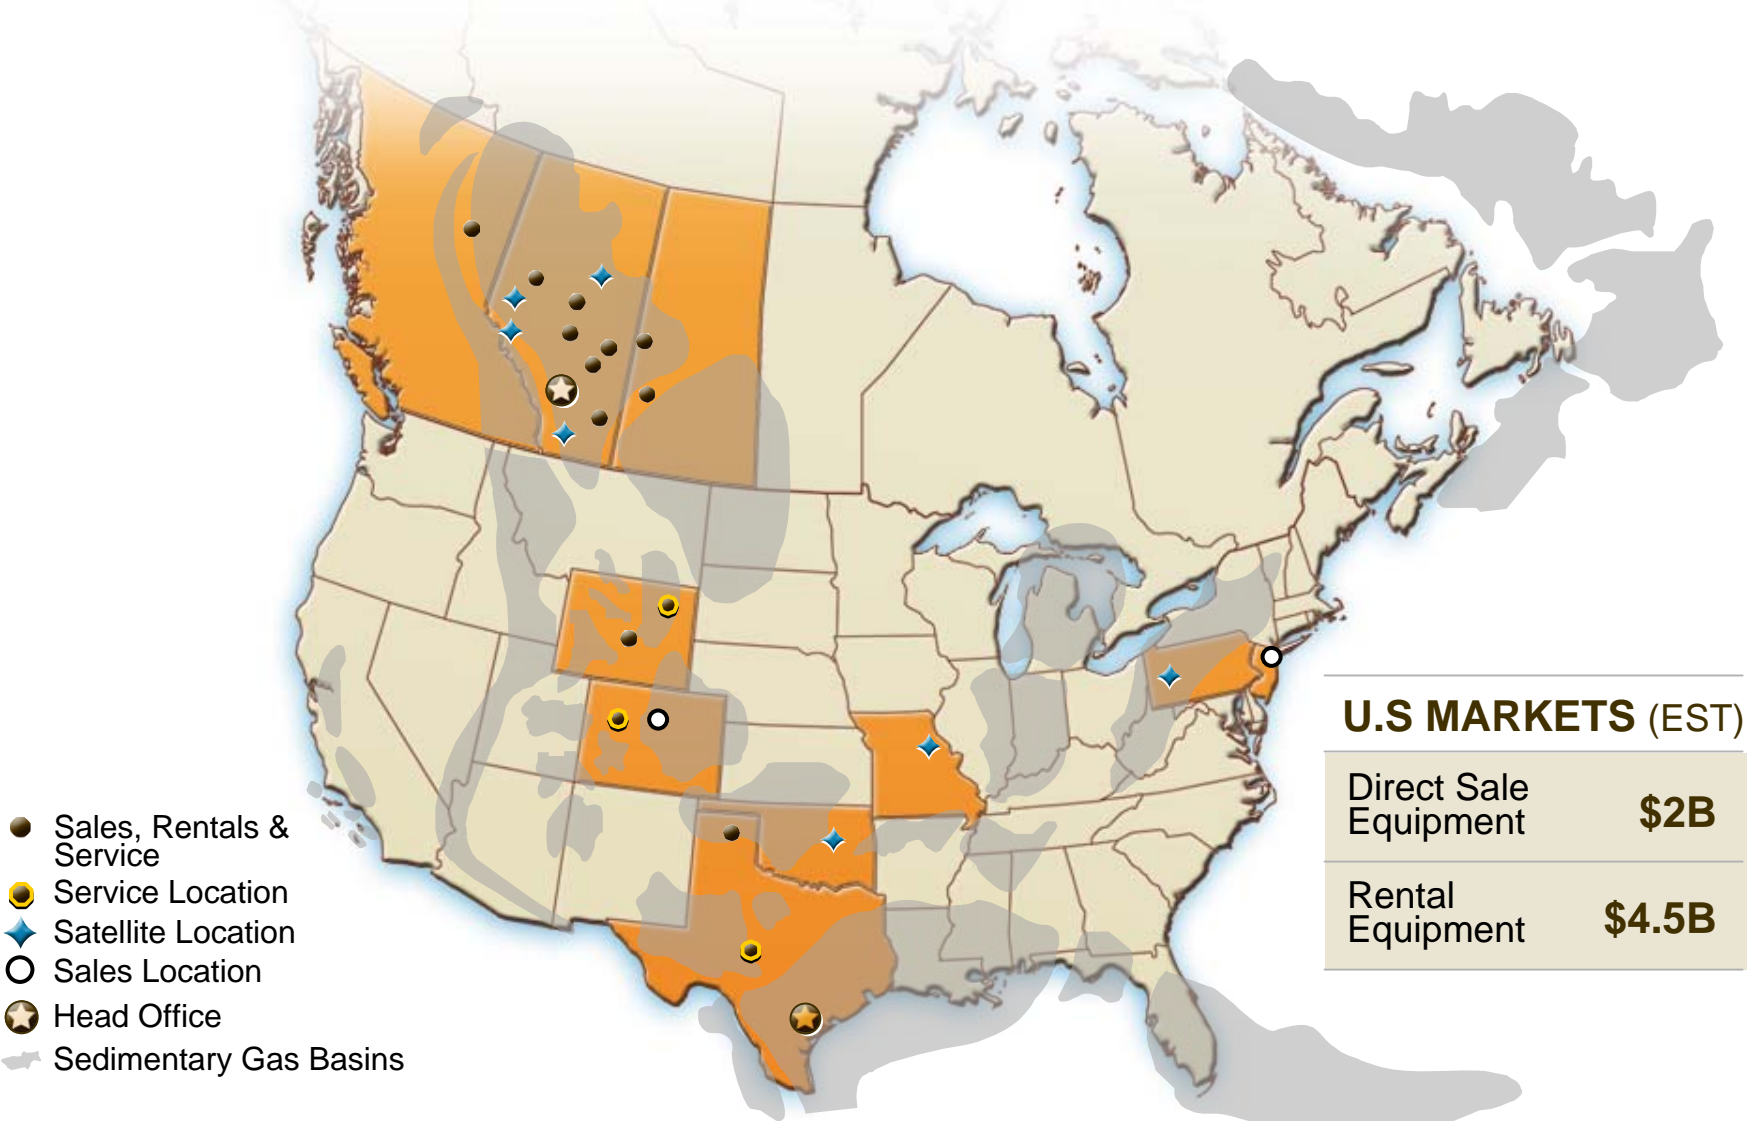 U.S MARKETS (EST)
Direct Sale
Equipment
$2B
Rental
Equipment
$4.5B
Sales, Rentals &
Service
Service Location
Satellite Location
Sales Location
Head Office
Sedimentary Gas Basins